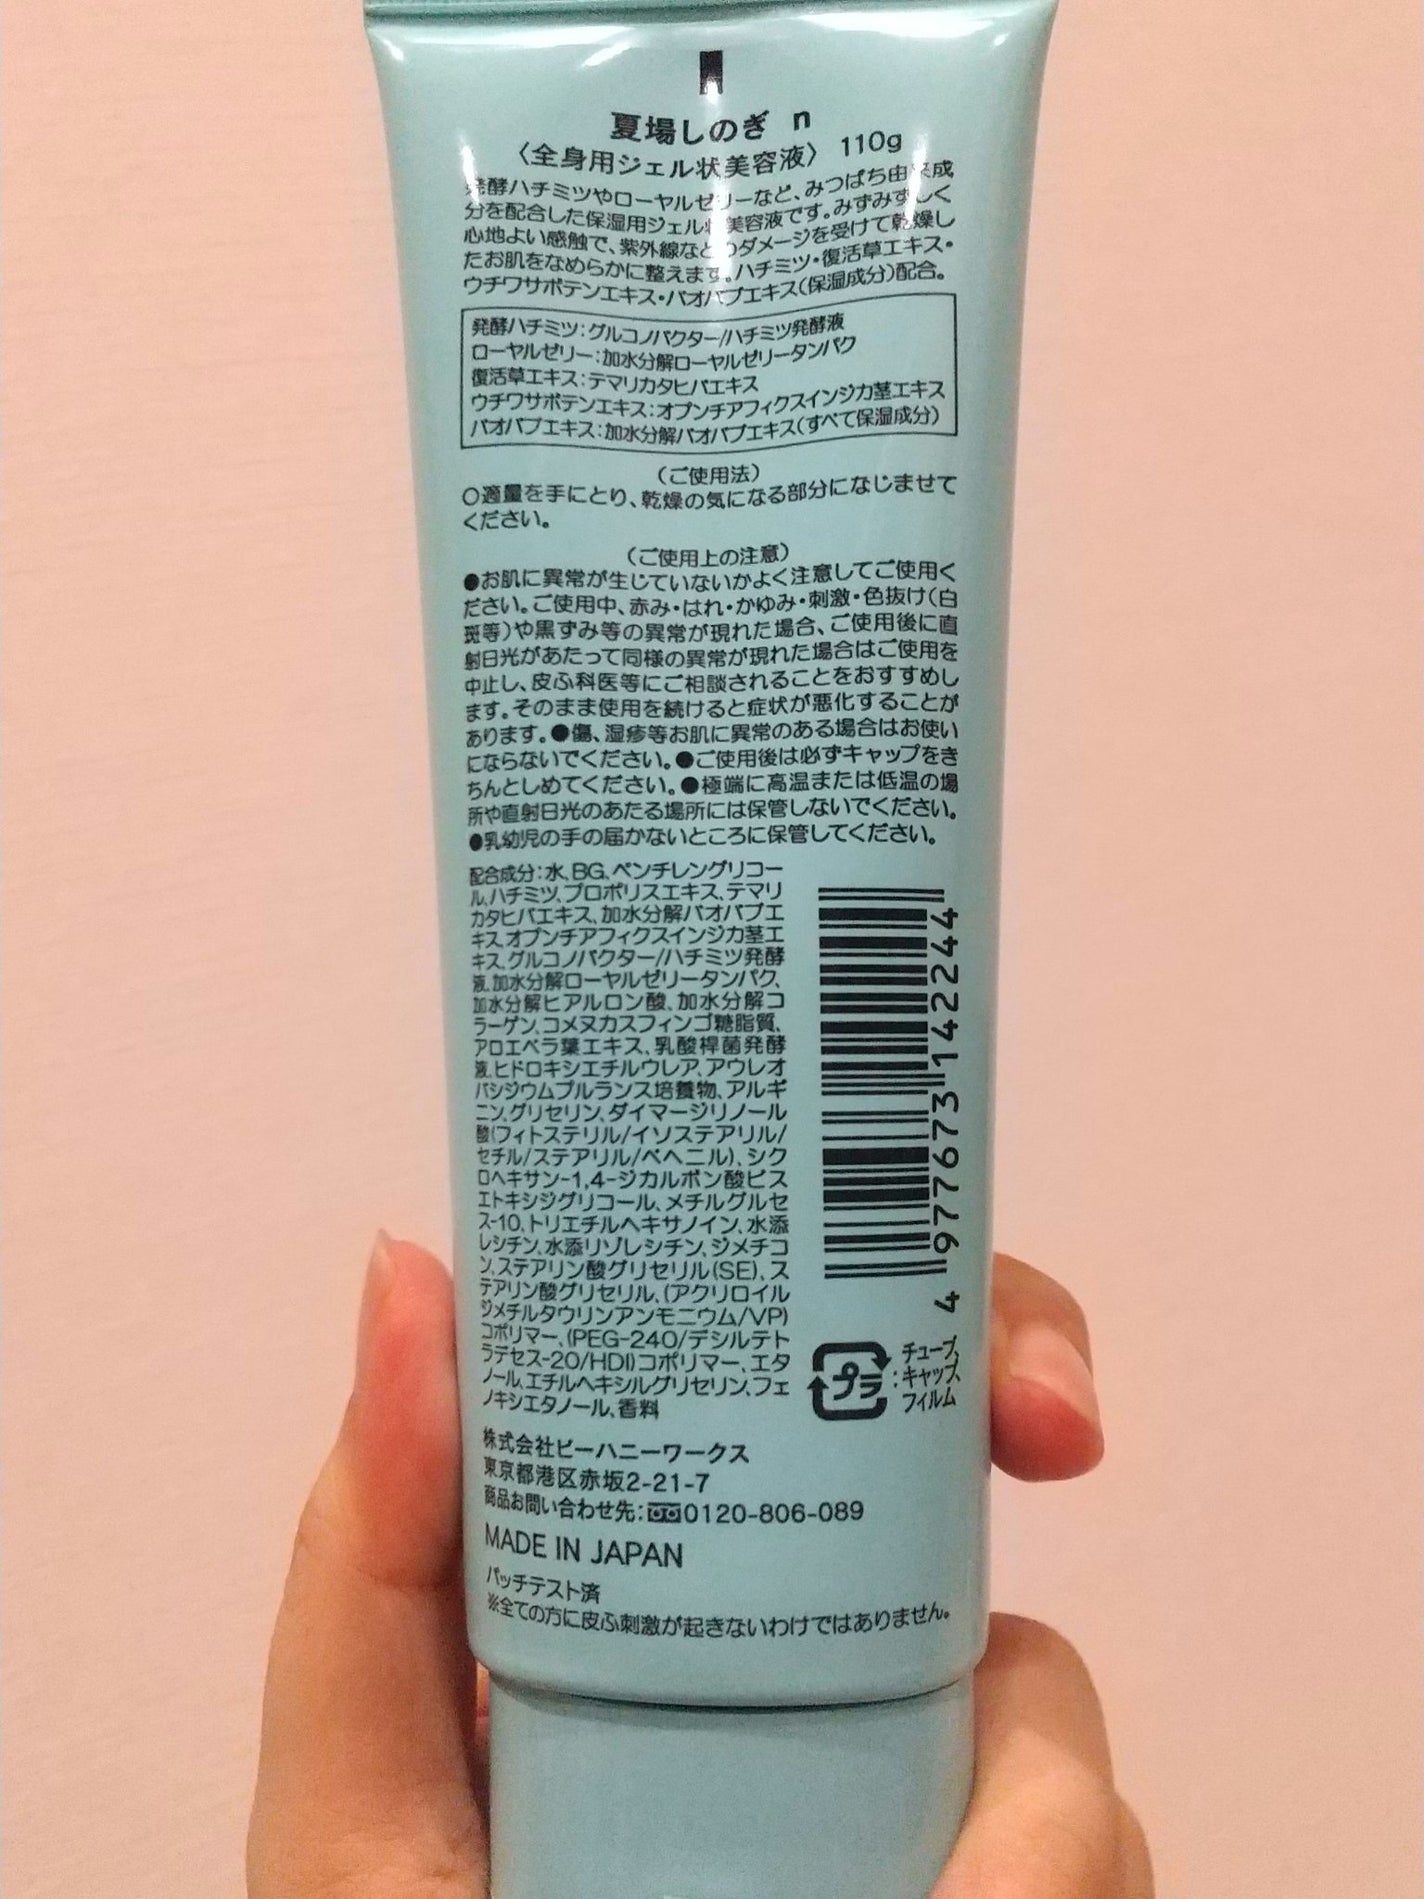 夏場しのぎ n
〈全身用ジェル状美容液〉 110g
発酵ハチミツやローヤルゼリーなど、みつばち由来成
分を配合した保湿用ジェル状美容液です。みずみずしく
心地よい感触で、紫外線などのダメージを受けて乾燥し
たお肌をなめらかに整えます。ハチミツ・復活草エキス・
ウチワサボテンエキス・バオバブエキス(保湿成分)配合。
発酵ハチミツ:グルコノバクター/ハチミツ発酵液
ローヤルゼリー:加水分解ローヤルゼリータンパク
復活草エキス:テマリカタヒバエキス
ウチワサボテンエキス:オプンチアフィクスインジカ茎エキス
バオバブエキス:加水分解バオバブエキス(すべて保湿成分)
(ご使用法)
○適量を手にとり、乾燥の気になる部分になじませて
ください。
(ご使用上の注意)
●お肌に異常が生じていないかよく注意してご使用く
ださい。ご使用中、赤み・はれ・かゆみ・刺激・色抜け(白
斑等)や黒ずみ等の異常が現れた場合、ご使用後に直
射日光があたって同様の異常が現れた場合はご使用を
中止し、皮ふ科医等にご相談されることをおすすめし
ます。そのまま使用を続けると症状が悪化することが
あります。●傷、湿疹等お肌に異常のある場合はお使い
にならないでください。●ご使用後は必ずキャップをき
ちんとしめてください。●極端に高温または低温の場
所や直射日光のあたる場所には保管しないでください。
●乳幼児の手の届かないところに保管してください。
配合成分:水、BG、ペンチレングリコー
ル、ハチミツ、プロポリスエキス、テマリ
カタヒバエキス、加水分解バオバブエ
キス、オプンチアフィクスインジカ茎エ
キス、グルコノバクター/ハチミツ発酵
液、加水分解ローヤルゼリータンパク、
加水分解ヒアルロン酸、加水分解コ
ラーゲン、コメヌカスフィンゴ糖脂質、
アロエベラ葉エキス、乳酸桿菌発酵
液、ヒドロキシエチルウレア、アウレオ
バシジウムプルランス培養物、アルギ
ニン、グリセリン、ダイマージリノール
酸(フィトステリル/イソステアリル/
セチル/ステアリル/ベヘニル)、シク
ロヘキサン-1,4-ジカルボン酸ビス
エトキシジグリコール、メチルグルセ
ス-10、トリエチルヘキサノイン、水添
レシチン、水添リゾレシチン、ジメチコ
ン、ステアリン酸グリセリル(SE)、ス
テアリン酸グリセリル、(アクリロイル
ジメチルタウリンアンモニウム/VP)
コポリマー、(PEG-240/デシルテト
ラデセス-20/HDI)コポリマー、エタ
ノール、エチルヘキシルグリセリン、フェ
ノキシエタノール、香料
4 977673 142244
プラ
チューブ、
:キャップ、
フィルム
株式会社ビーハニーワークス
東京都港区赤坂2-21-7
商品お問い合わせ先:0120-806-089
MADE IN JAPAN
パッチテスト済
※全ての方に皮ふ刺激が起きないわけではありません。